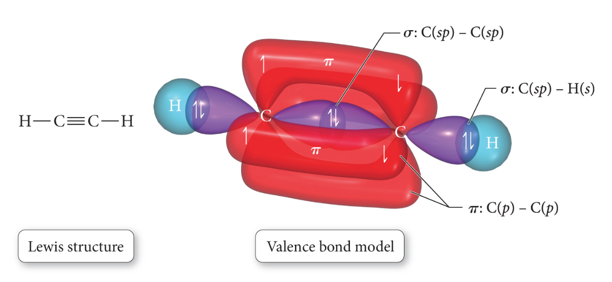 σ: C(sp) – C(sp)
π
H
σ: C(sp) – H(s)
H—C≡C—H
C
C
H
π
π: C(p) – C(p)
Lewis structure
Valence bond model